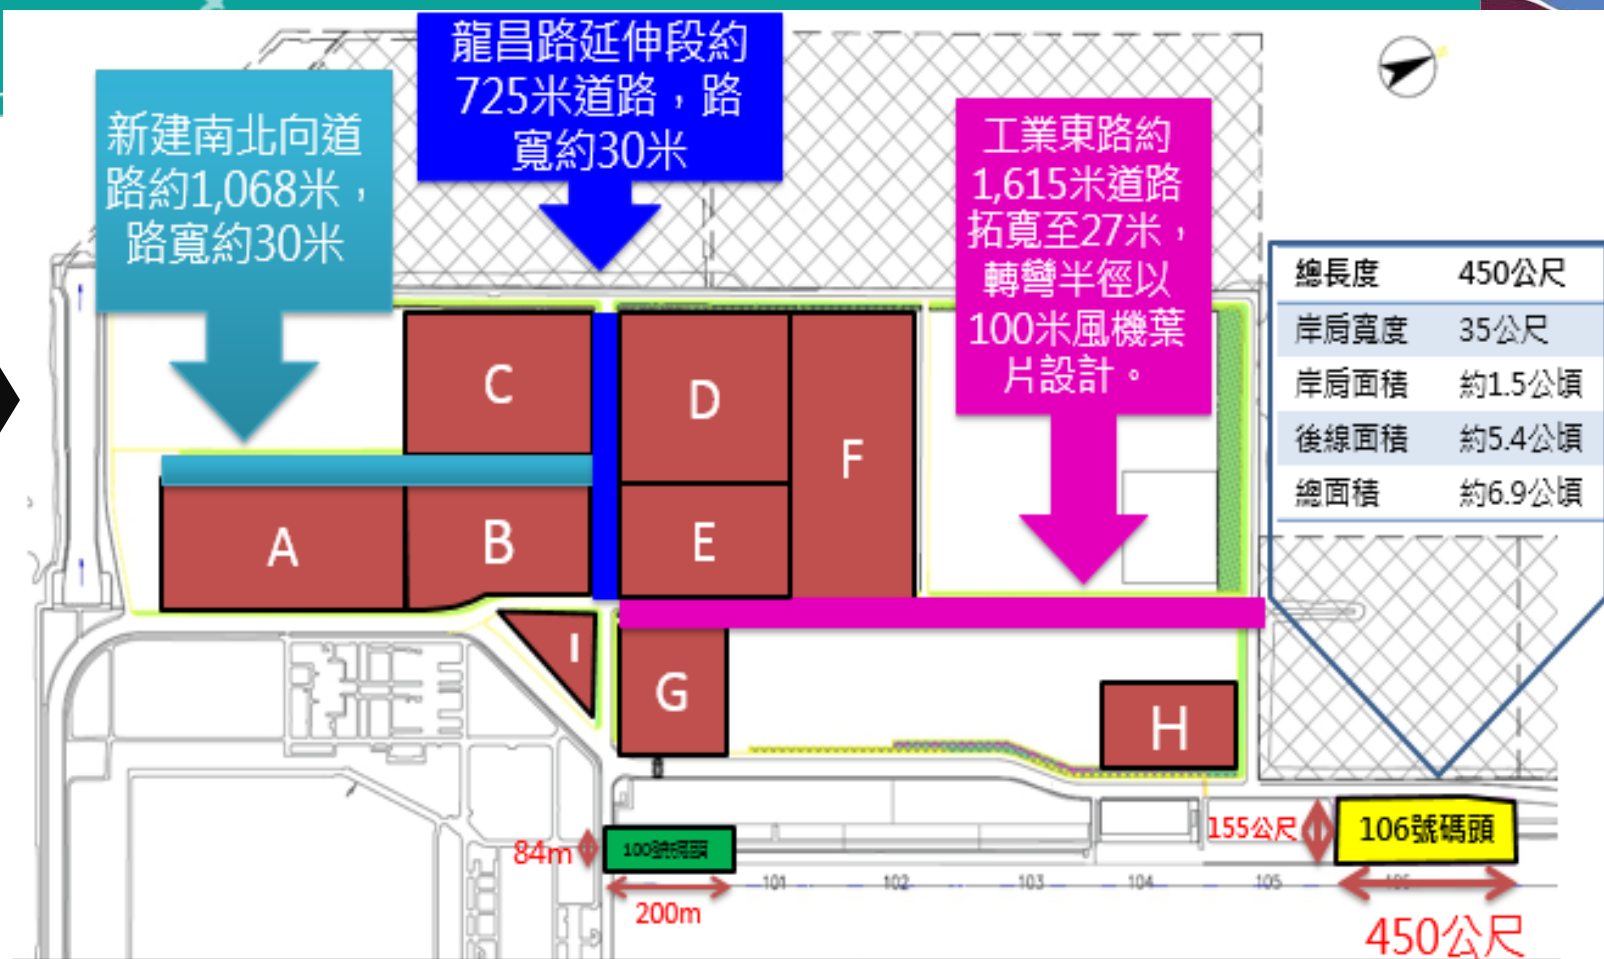 龍昌路延伸段約
725米道路，路
寬約30米
新建南北向道
路約1,068米，
路寬約30米
工業東路約
1,615米道路
拓寬至27米，
轉彎半徑以
100米風機葉
片設計。
總長度 450公尺
岸肩寬度 35公尺
岸肩面積 約1.5公頃
後線面積 約5.4公頃
總面積 約6.9公頃
C
D
F
A
B
E
I
G
H
84m
100號碼頭
200m
155公尺
106號碼頭
101
102
103
104
105
106
450公尺